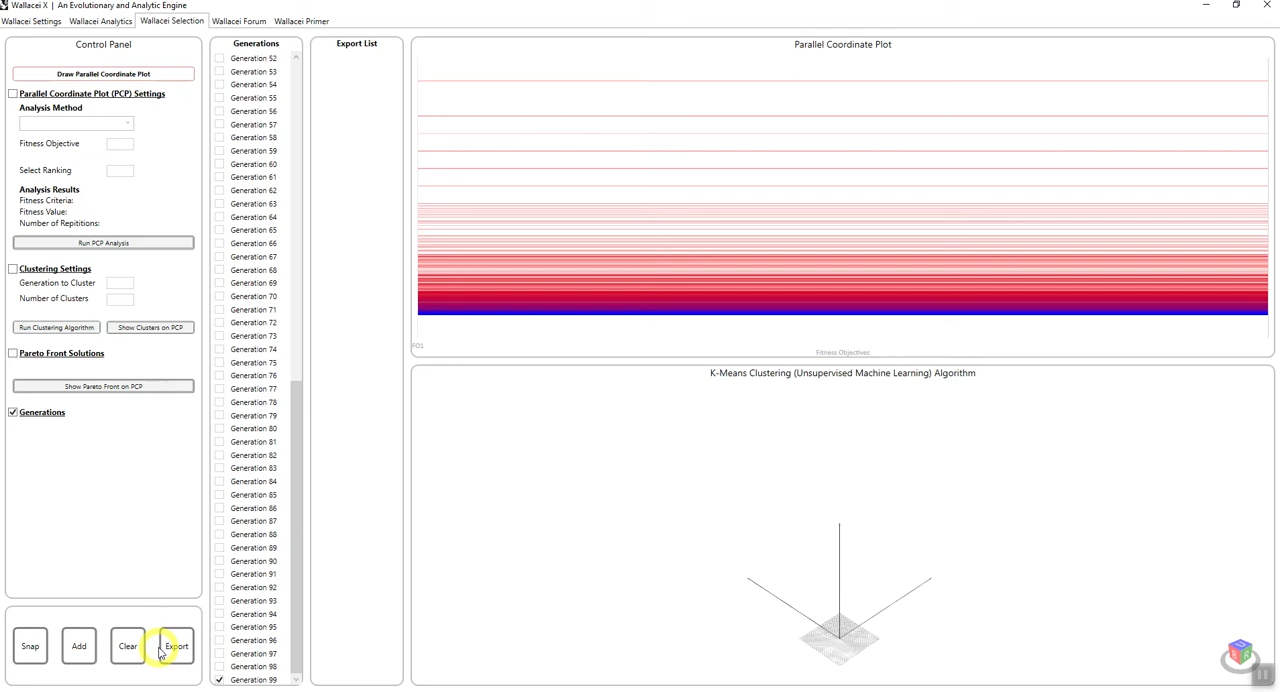 Wallacei X | An Evolutionary and Analytic Engine
Wallacei Settings Wallacei Analytics Wallacei Selection Wallacei Forum Wallacei Primer
Control Panel
Draw Parallel Coordinate Plot
Parallel Coordinate Plot (PCP) Settings
Analysis Method
Fitness Objective
Select Ranking
Analysis Results
Fitness Criteria:
Fitness Value:
Number of Repititions:
Run PCP Analysis
Clustering Settings
Generation to Cluster
Number of Clusters
Run Clustering Algorithm Show Clusters on PCP
Pareto Front Solutions
Show Pareto Front on PCP
Generations
Snap Add Clear Export
Generations
Generation 52
Generation 53
Generation 54
Generation 55
Generation 56
Generation 57
Generation 58
Generation 59
Generation 60
Generation 61
Generation 62
Generation 63
Generation 64
Generation 65
Generation 66
Generation 67
Generation 68
Generation 69
Generation 70
Generation 71
Generation 72
Generation 73
Generation 74
Generation 75
Generation 76
Generation 77
Generation 78
Generation 79
Generation 80
Generation 81
Generation 82
Generation 83
Generation 84
Generation 85
Generation 86
Generation 87
Generation 88
Generation 89
Generation 90
Generation 91
Generation 92
Generation 93
Generation 94
Generation 95
Generation 96
Generation 97
Generation 98
Generation 99
Export List
Parallel Coordinate Plot
FO1
Fitness Objectives
K-Means Clustering (Unsupervised Machine Learning) Algorithm